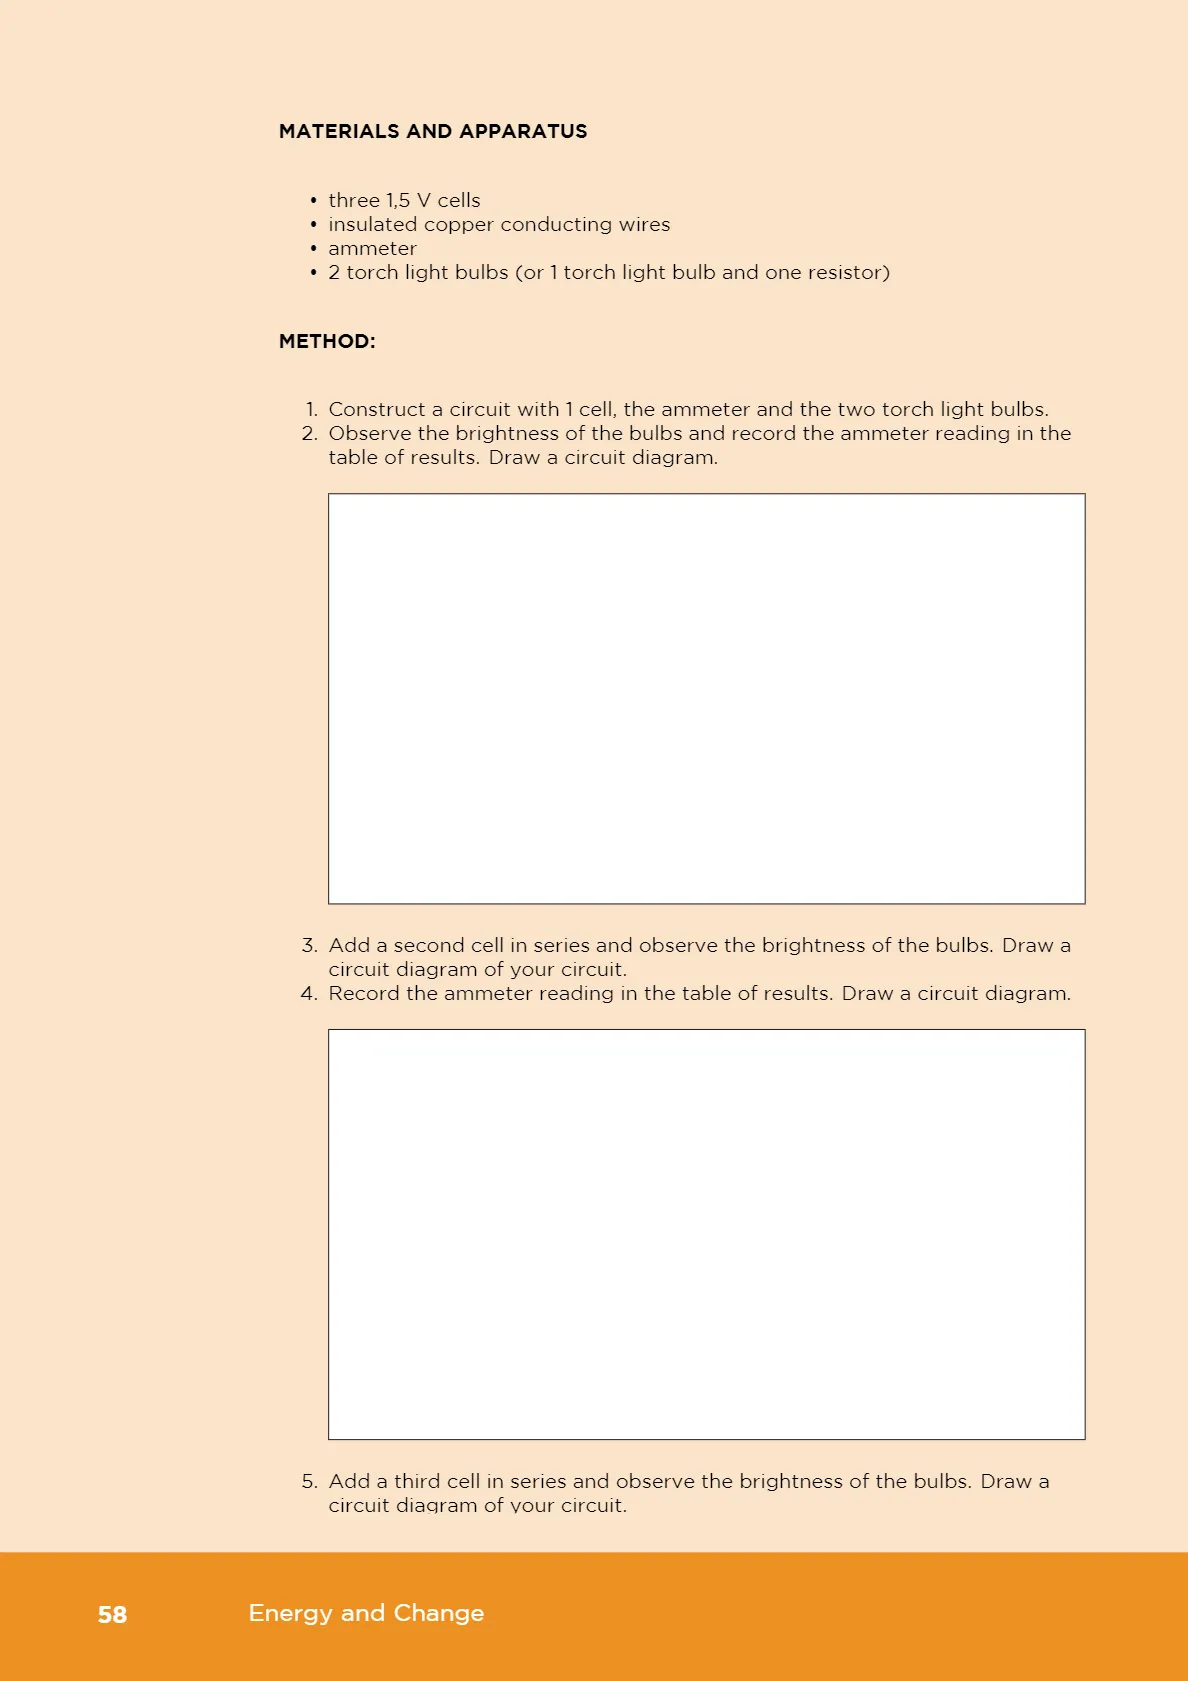 MATERIALS AND APPARATUS
• three 1,5 V cells
• insulated copper conducting wires
• ammeter
• 2 torch light bulbs (or 1 torch light bulb and one resistor)
METHOD:
1. Construct a circuit with 1 cell, the ammeter and the two torch light bulbs.
2. Observe the brightness of the bulbs and record the ammeter reading in the
table of results. Draw a circuit diagram.
3. Add a second cell in series and observe the brightness of the bulbs. Draw a
circuit diagram of your circuit.
4. Record the ammeter reading in the table of results. Draw a circuit diagram.
5. Add a third cell in series and observe the brightness of the bulbs. Draw a
circuit diagram of your circuit.
58 Energy and Change